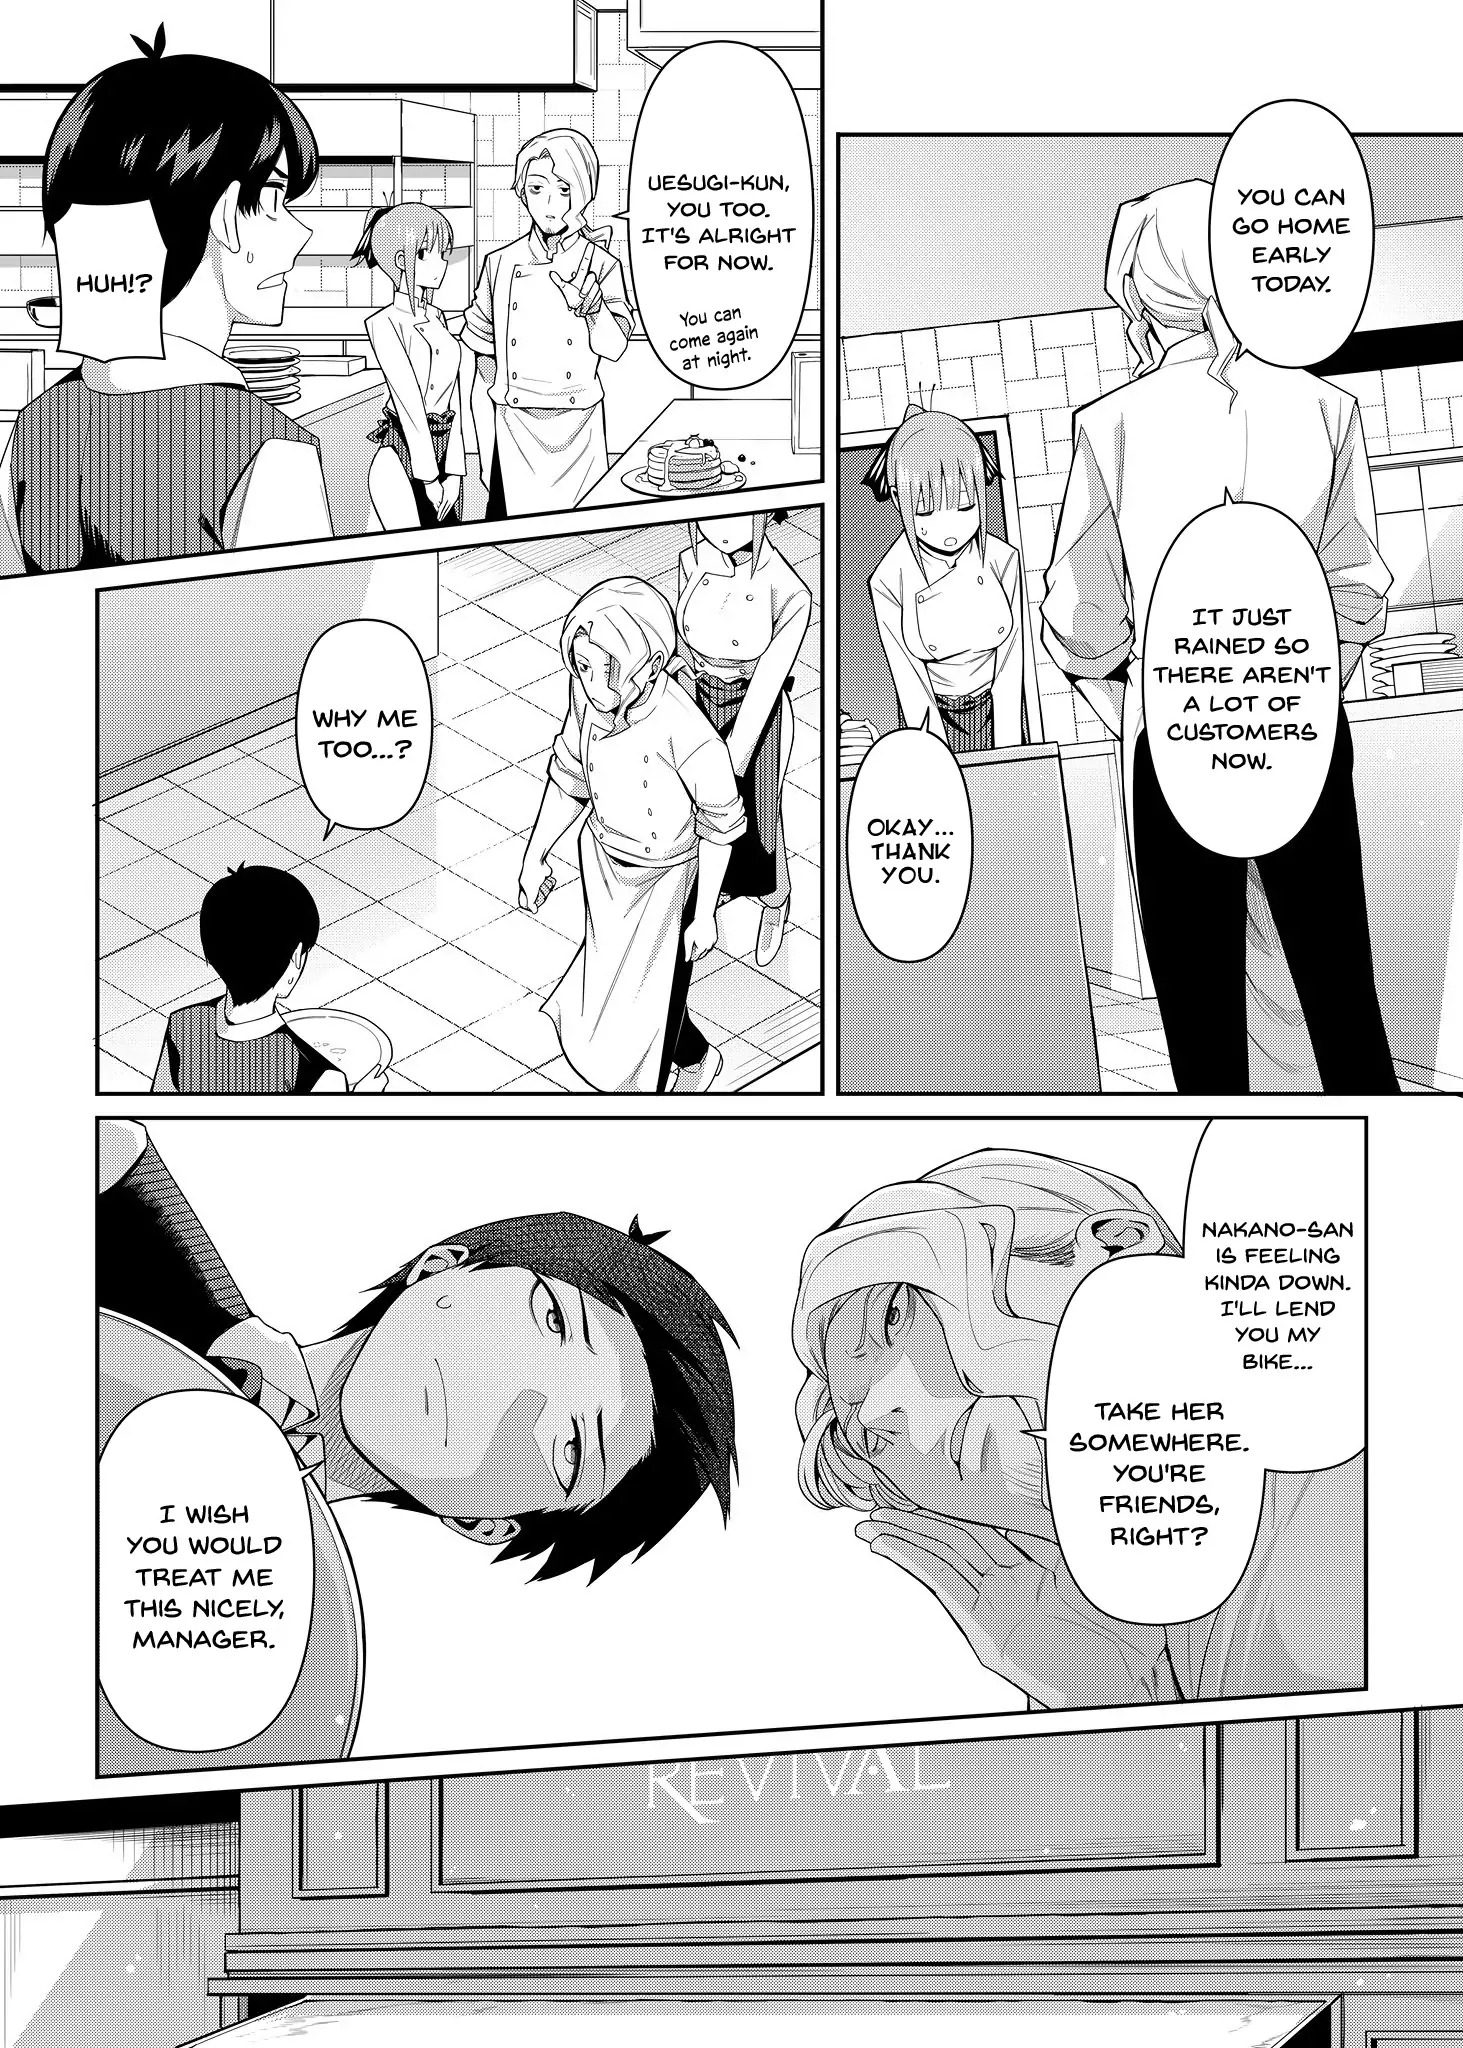 YOU CAN
GO HOME
EARLY
TODAY.
IT JUST
RAINED SO
THERE AREN'T
A LOT OF
CUSTOMERS
NOW.
OKAY...
THANK
YOU.
UESUGI-KUN,
YOU TOO.
IT'S ALRIGHT
FOR NOW.
You can
come again
at night.
HUH!?
WHY ME
TOO...?
NAKANO-SAN
IS FEELING
KINDA DOWN.
I'LL LEND
YOU MY
BIKE...
TAKE HER
SOMEWHERE.
YOU'RE
FRIENDS,
RIGHT?
I WISH
YOU WOULD
TREAT ME
THIS NICELY,
MANAGER.
REVIVAL